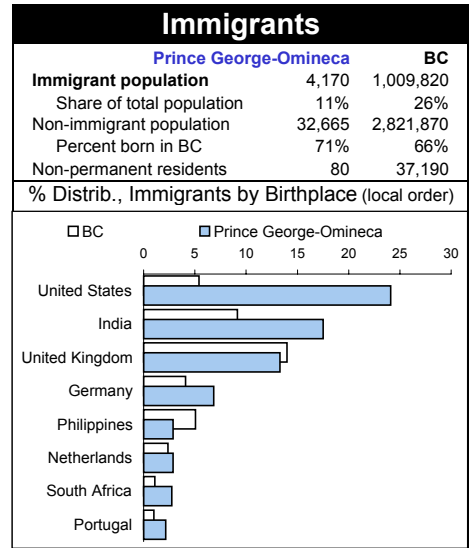 Immigrants
Prince George-Omineca BC
Immigrant population 4,170 1,009,820
Share of total population 11% 26%
Non-immigrant population 32,665 2,821,870
Percent born in BC 71% 66%
Non-permanent residents 80 37,190
% Distrib., Immigrants by Birthplace (local order)
BC Prince George-Omineca
0 5 10 15 20 25 30
United States
India
United Kingdom
Germany
Philippines
Netherlands
South Africa
Portugal